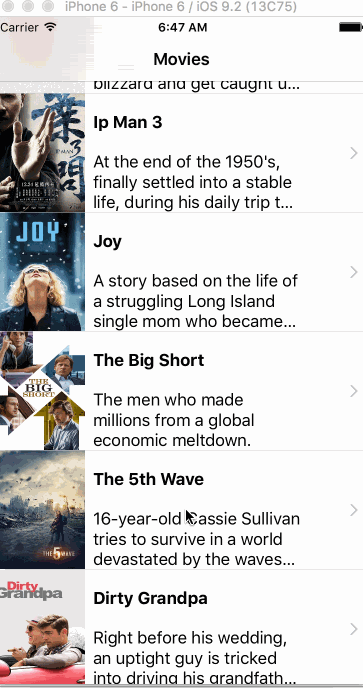 iPhone 6 - iPhone 6 / iOS 9.2 (13C75)
Carrier 6:47 AM
Movies
blizzard and get caught u...
葉問
IP MAN
Ip Man 3
At the end of the 1950's,
finally settled into a stable
life, during his daily trip t...
JOY
Joy
A story based on the life of
a struggling Long Island
single mom who became...
THE
BIG
SHORT
The Big Short
The men who made
millions from a global
economic meltdown.
THE 5 WAVE
The 5th Wave
16-year-old Cassie Sullivan
tries to survive in a world
devastated by the waves...
Dirty
Grandpa
Dirty Grandpa
Right before his wedding,
an uptight guy is tricked
into driving his grandfath...